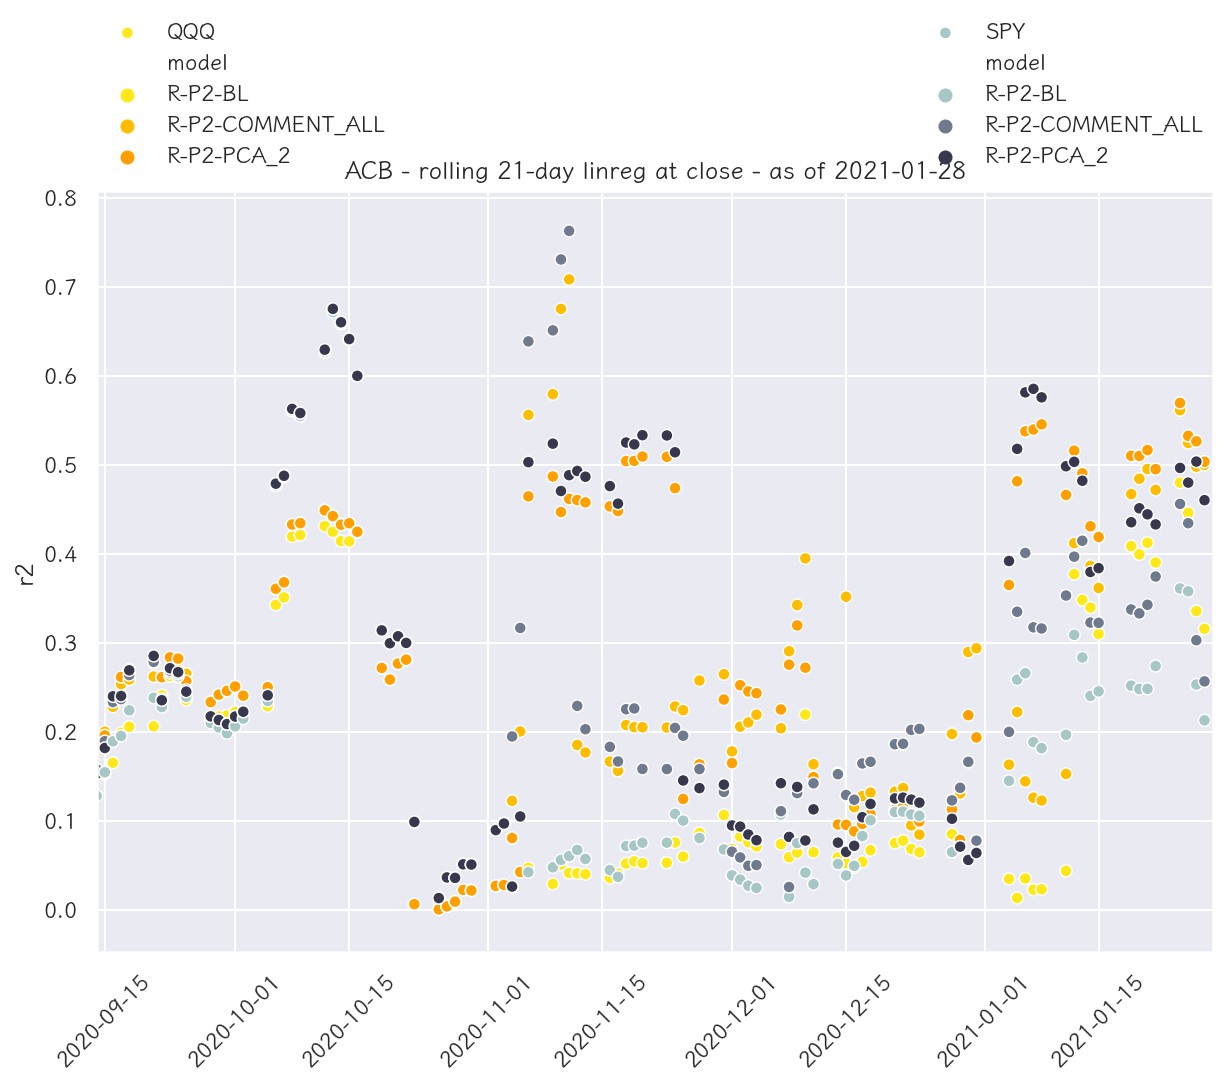 QQQ
model
R-P2-BL
R-P2-COMMENT_ALL
R-P2-PCA_2
SPY
model
R-P2-BL
R-P2-COMMENT_ALL
R-P2-PCA_2
ACB - rolling 21-day linreg at close - as of 2021-01-28
r2
0.8
0.7
0.6
0.5
0.4
0.3
0.2
0.1
0.0
2020-09-15
2020-10-01
2020-10-15
2020-11-01
2020-11-15
2020-12-01
2020-12-15
2021-01-01
2021-01-15